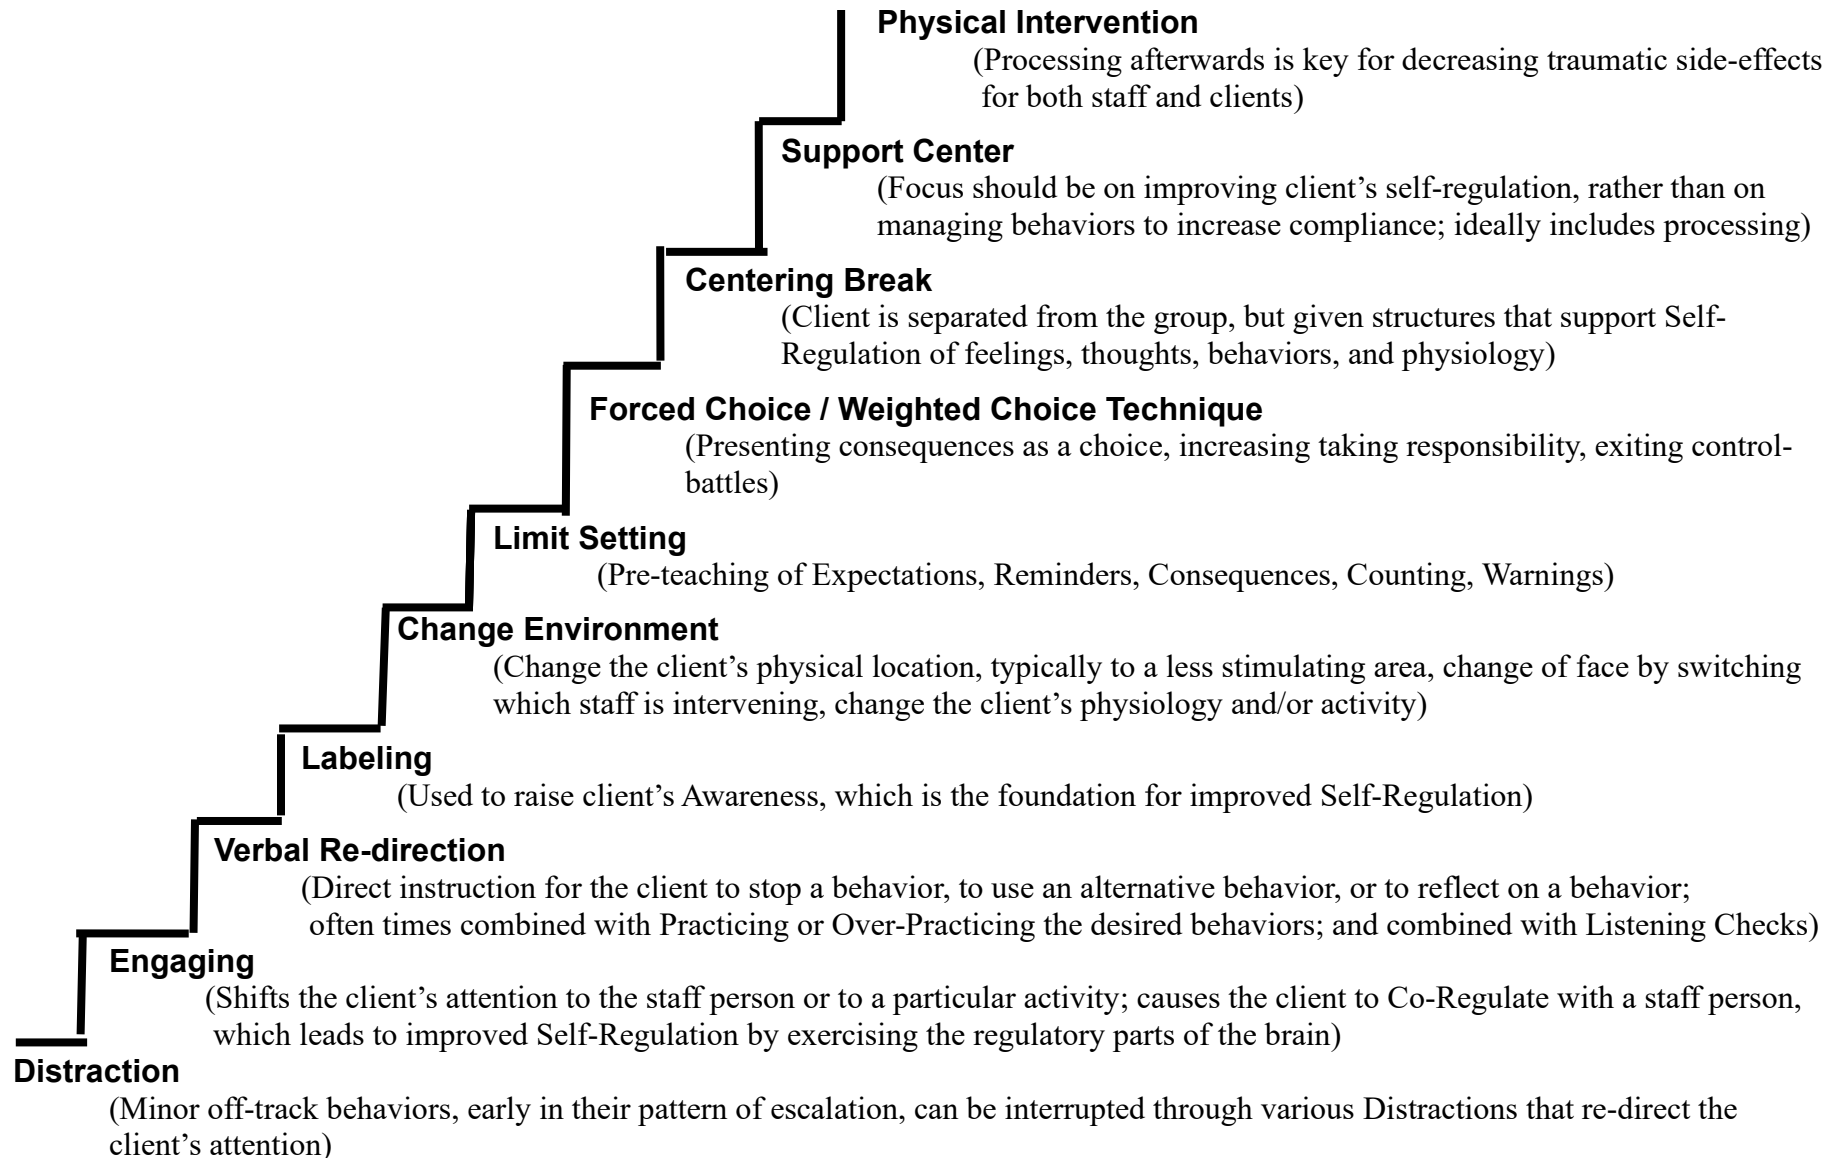 Physical Intervention
(Processing afterwards is key for decreasing traumatic side-effects
for both staff and clients)
Support Center
(Focus should be on improving client’s self-regulation, rather than on
managing behaviors to increase compliance; ideally includes processing)
Centering Break
(Client is separated from the group, but given structures that support Self-
Regulation of feelings, thoughts, behaviors, and physiology)
Forced Choice / Weighted Choice Technique
(Presenting consequences as a choice, increasing taking responsibility, exiting control-
battles)
Limit Setting
(Pre-teaching of Expectations, Reminders, Consequences, Counting, Warnings)
Change Environment
(Change the client’s physical location, typically to a less stimulating area, change of face by switching
which staff is intervening, change the client’s physiology and/or activity)
Labeling
(Used to raise client’s Awareness, which is the foundation for improved Self-Regulation)
Verbal Re-direction
(Direct instruction for the client to stop a behavior, to use an alternative behavior, or to reflect on a behavior;
often times combined with Practicing or Over-Practicing the desired behaviors; and combined with Listening Checks)
Engaging
(Shifts the client’s attention to the staff person or to a particular activity; causes the client to Co-Regulate with a staff person,
which leads to improved Self-Regulation by exercising the regulatory parts of the brain)
Distraction
(Minor off-track behaviors, early in their pattern of escalation, can be interrupted through various Distractions that re-direct the
client’s attention)